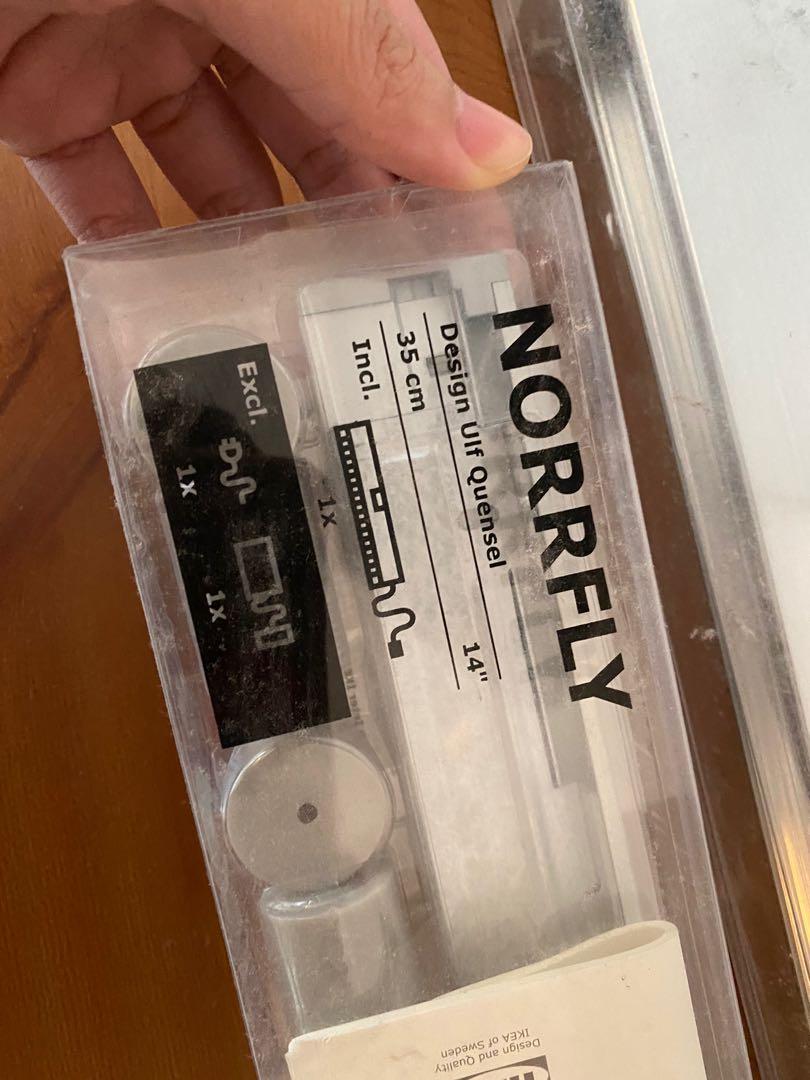 NORRFLY
Design Ulf Quensel
35 cm 14"
Incl.
1x
Excl.
1x 1x
Design and Quality
IKEA of Sweden